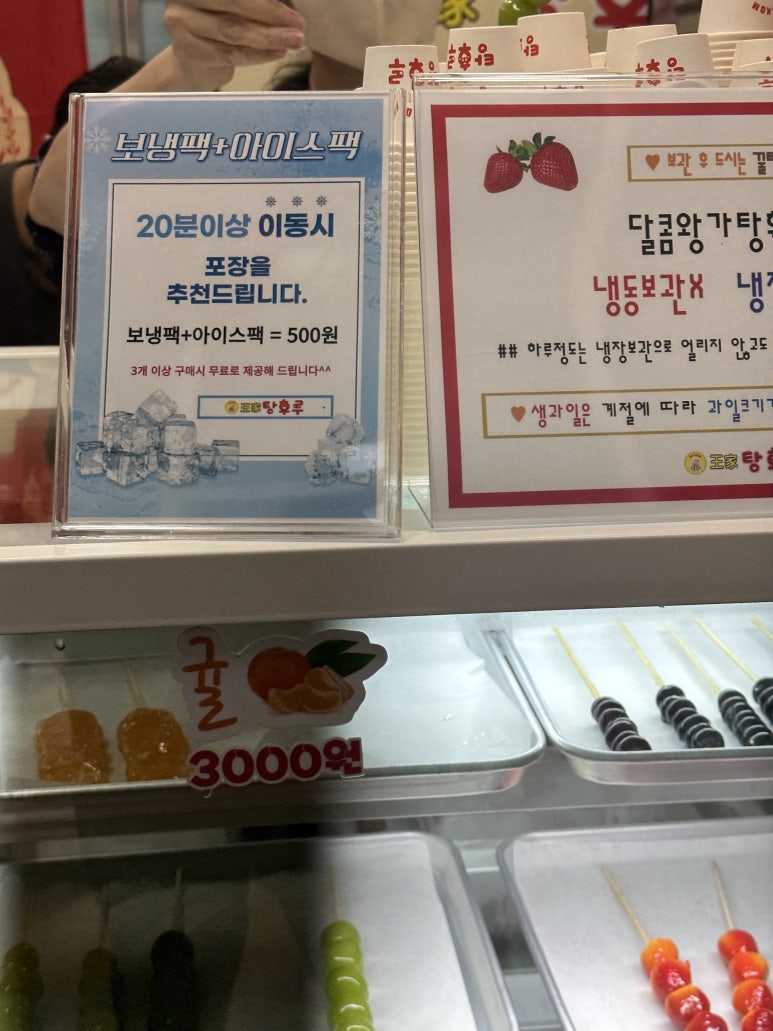 보냉팩+아이스팩
20분이상 이동시
포장을
추천드립니다.
보냉팩+아이스팩 = 500원
3개 이상 구매시 무료로 제공해 드립니다^^
王家 탕후루
♥ 보관 후 드시는
달콤왕가탕
냉동보관X
## 하루정도는 냉장보관으로 얼리지 않고도
♥ 생과일은 계절에 따라 과일크기가
王家 탕
귤
3000원